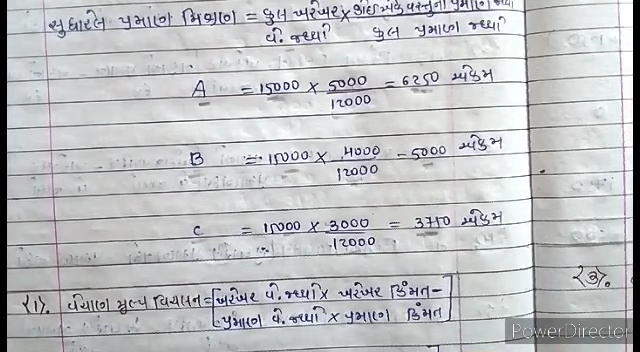 સુધારેલ પ્રમાણ મિશ્રણ = કુલ ખરેખર × કોઈ એક વસ્તુના પ્રમાણ જથ્થો
વે. જથ્થો કુલ પ્રમાણ જથ્થો
A = 15000 × 5000/12000 = 6250 એકમ
B = 15000 × 4000/12000 = 5000 એકમ
C = 15000 × 3000/12000 = 3750 એકમ
(1). વેચાણ મૂલ્ય વિચલન = [ખરેખર વે. જથ્થો × ખરેખર કિંમત -
પ્રમાણ વે. જથ્થો × પ્રમાણ કિંમત]
PowerDirector